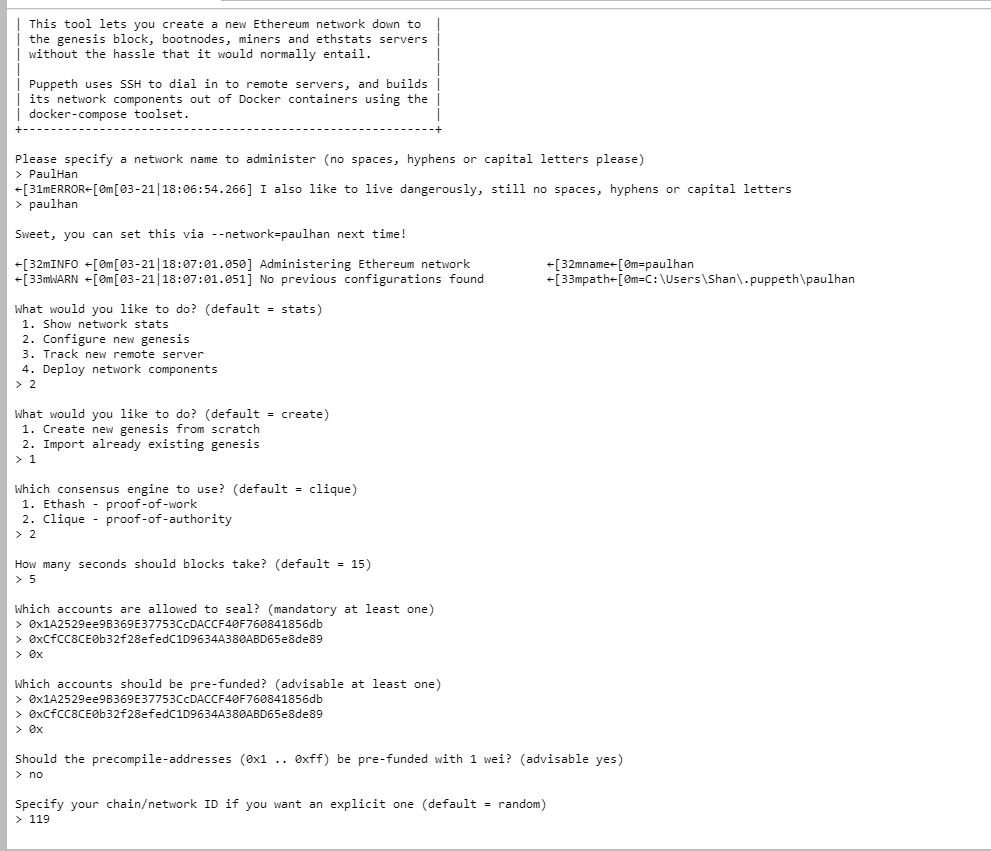 | This tool lets you create a new Ethereum network down to  |
| the genesis block, bootnodes, miners and ethstats servers |
| without the hassle that it would normally entail.         |
|                                                           |
| Puppeth uses SSH to dial in to remote servers, and builds |
| its network components out of Docker containers using the |
| docker-compose toolset.                                   |
+-----------------------------------------------------------+

Please specify a network name to administer (no spaces, hyphens or capital letters please)
> PaulHan
←[31mERROR←[0m[03-21|18:06:54.266] I also like to live dangerously, still no spaces, hyphens or capital letters
> paulhan

Sweet, you can set this via --network=paulhan next time!

←[32mINFO ←[0m[03-21|18:07:01.050] Administering Ethereum network           ←[32mname←[0m=paulhan
←[33mWARN ←[0m[03-21|18:07:01.051] No previous configurations found         ←[33mpath←[0m=C:\Users\Shan\.puppeth\paulhan

What would you like to do? (default = stats)
 1. Show network stats
 2. Configure new genesis
 3. Track new remote server
 4. Deploy network components
> 2

What would you like to do? (default = create)
 1. Create new genesis from scratch
 2. Import already existing genesis
> 1

Which consensus engine to use? (default = clique)
 1. Ethash - proof-of-work
 2. Clique - proof-of-authority
> 2

How many seconds should blocks take? (default = 15)
> 5

Which accounts are allowed to seal? (mandatory at least one)
> 0x1A2529ee9B369E37753CcDACCF40F760841856db
> 0xCfCC8CE0b32f28efedC1D9634A380ABD65e8de89
> 0x

Which accounts should be pre-funded? (advisable at least one)
> 0x1A2529ee9B369E37753CcDACCF40F760841856db
> 0xCfCC8CE0b32f28efedC1D9634A380ABD65e8de89
> 0x

Should the precompile-addresses (0x1 .. 0xff) be pre-funded with 1 wei? (advisable yes)
> no

Specify your chain/network ID if you want an explicit one (default = random)
> 119